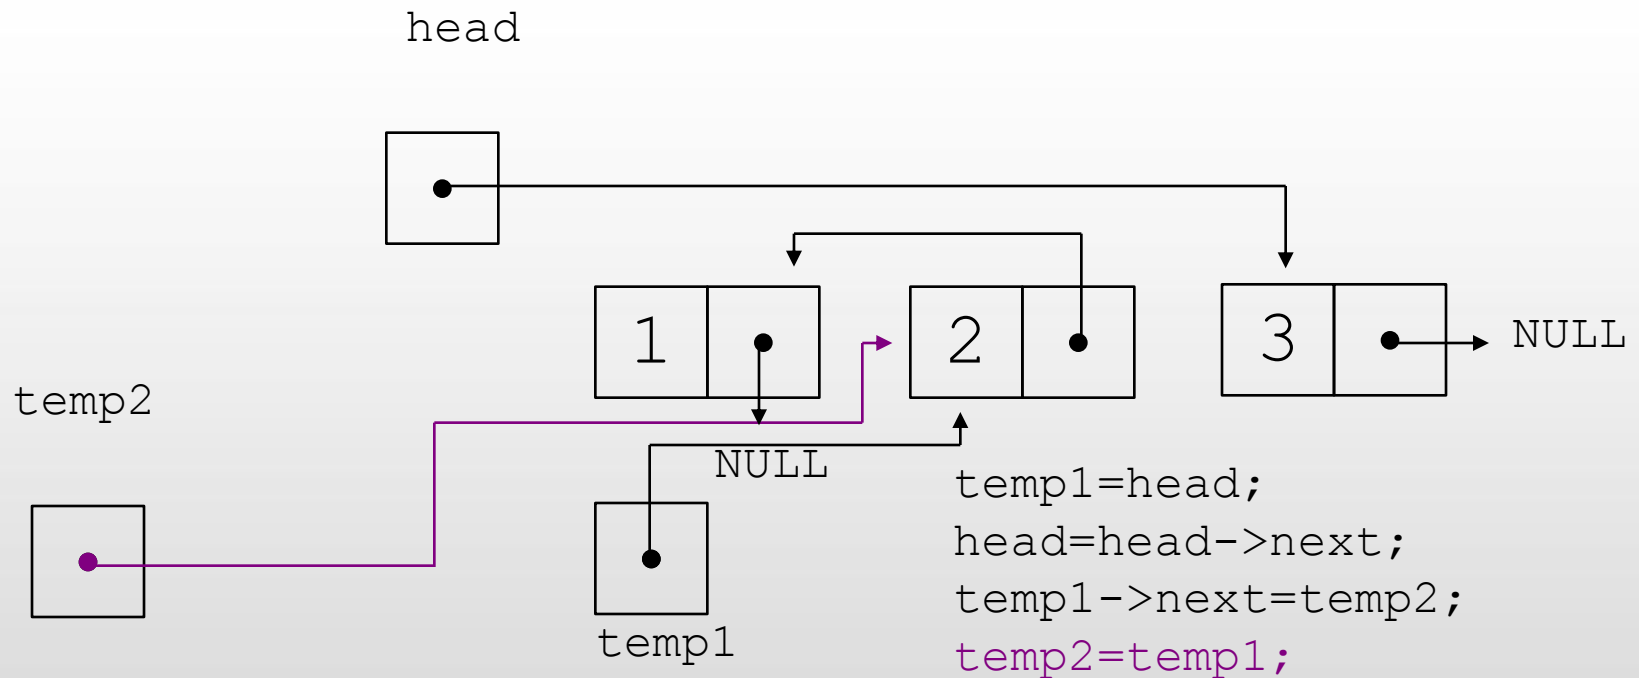 head
1
2
3
NULL
temp2
NULL
temp1=head;
head=head->next;
temp1->next=temp2;
temp1
temp2=temp1;